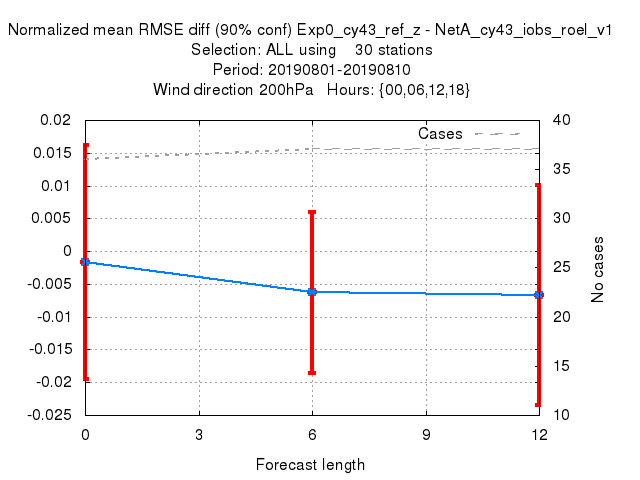 Normalized mean RMSE diff (90% conf) Exp0_cy43_ref_z - NetA_cy43_iobs_roel_v1
Selection: ALL using 30 stations
Period: 20190801-20190810
Wind direction 200hPa Hours: {00,06,12,18}
Cases
0.02
0.015
0.01
0.005
0
-0.005
-0.01
-0.015
-0.02
-0.025
40
35
30
25
20
15
10
No cases
0 3 6 9 12
Forecast length